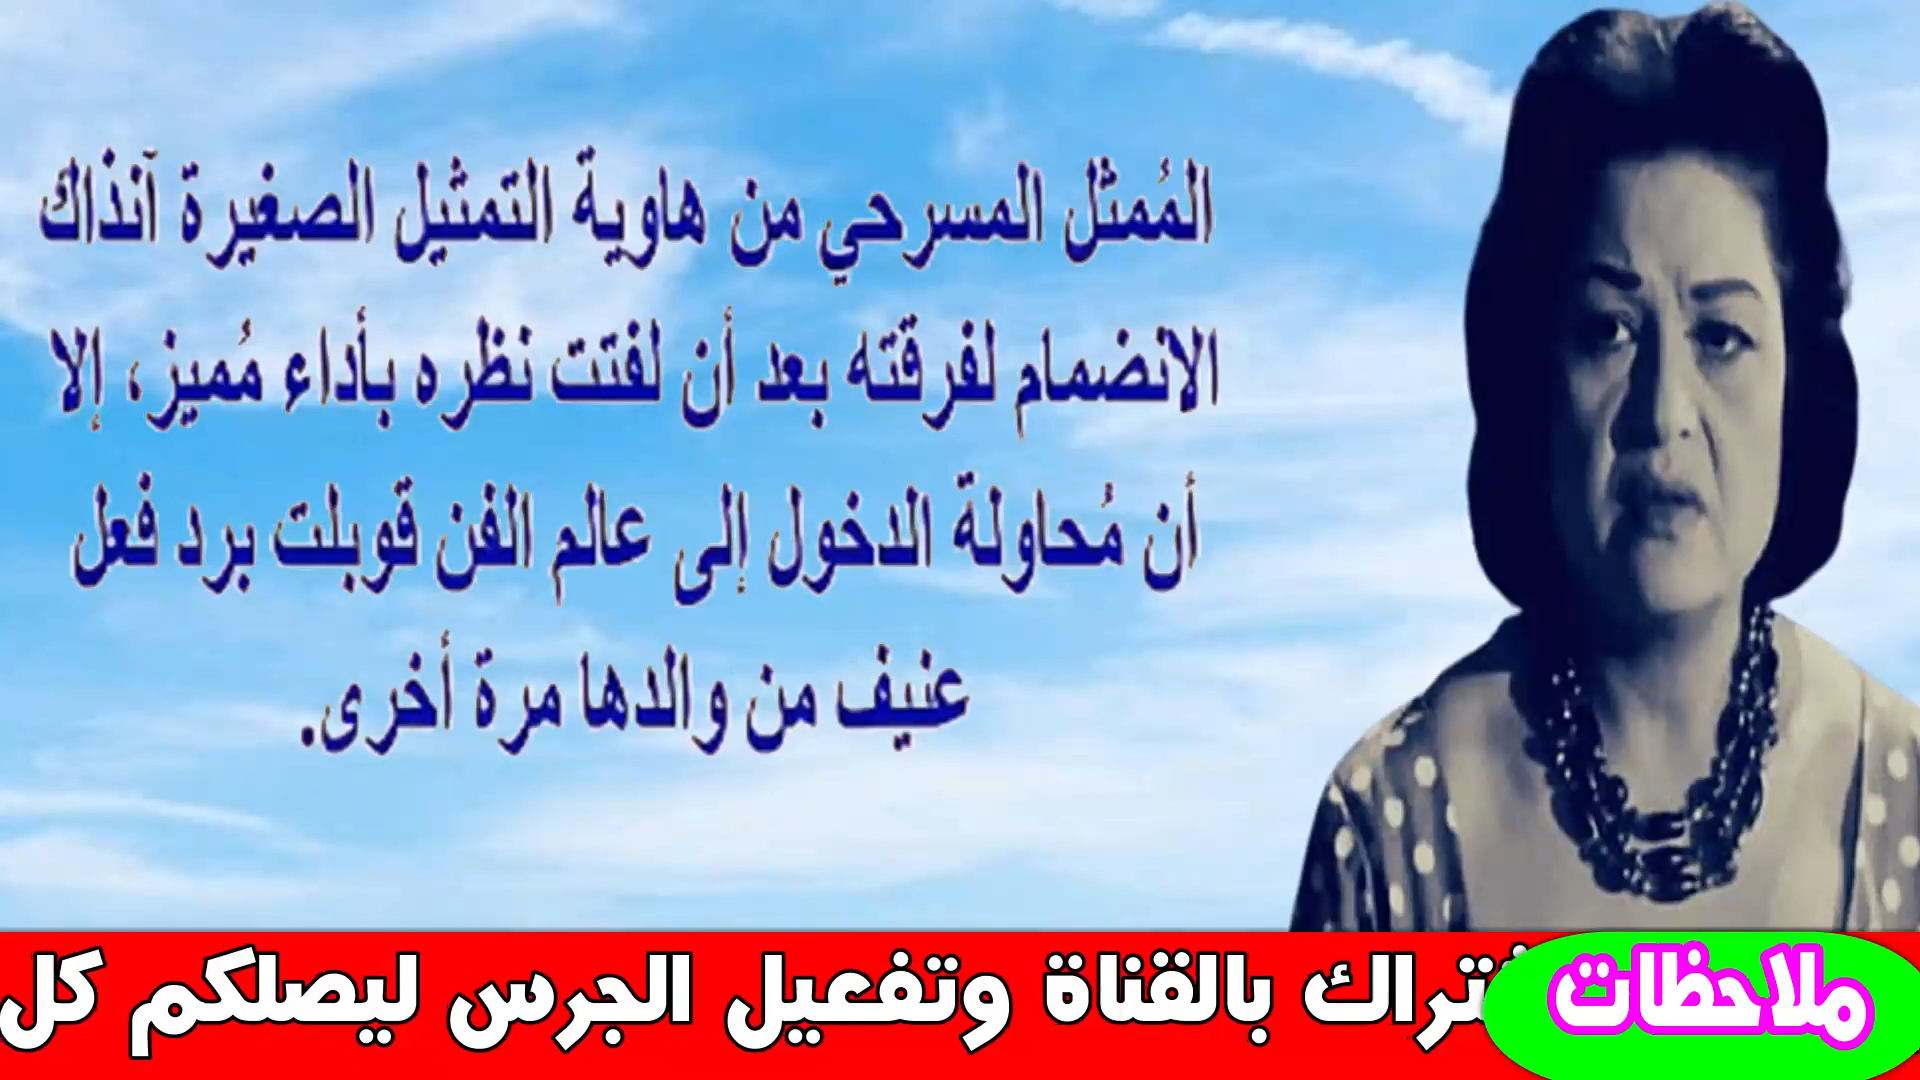 المُمثل المسرحي من هاوية التمثيل الصغيرة آنذاك
الانضمام لفرقته بعد أن لفتت نظره بأداء مُميز، إلا
أن مُحاولة الدخول إلى عالم الفن قوبلت برد فعل
عنيف من والدها مرة أخرى.
ملاحظات
بالقناة وتفعيل الجرس ليصلكم كل